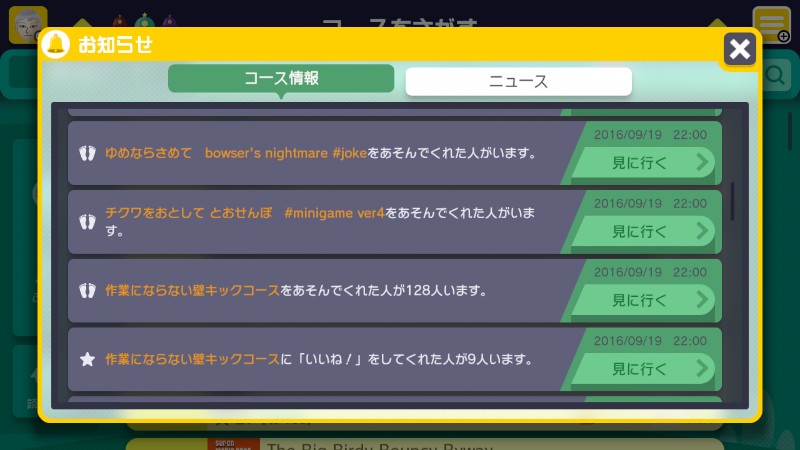 コースをさがす
お知らせ
コース情報
ニュース
ゆめならさめて　bowser's nightmare #jokeをあそんでくれた人がいます。
2016/09/19 22:00
見に行く
チクワをおとして とおせんぼ　#minigame ver4をあそんでくれた人がいま
す。
2016/09/19 22:00
見に行く
作業にならない壁キックコースをあそんでくれた人が128人います。
2016/09/19 22:00
見に行く
作業にならない壁キックコースに「いいね！」をしてくれた人が9人います。
2016/09/19 22:00
見に行く
The Big Birdy Bouncy Byway